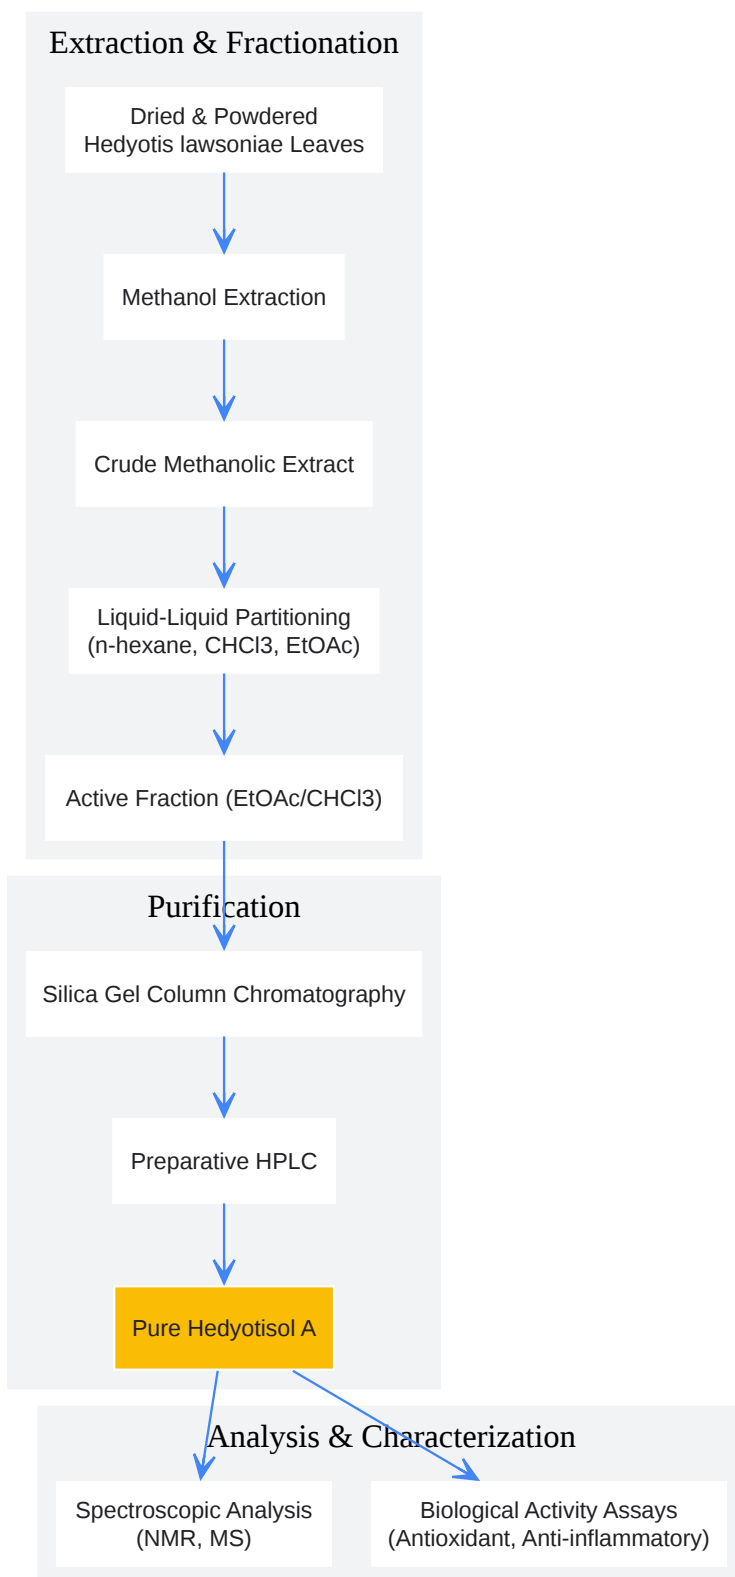 Extraction & Fractionation
Dried & Powdered
Hedyotis lawsoniae Leaves
Methanol Extraction
Crude Methanolic Extract
Liquid-Liquid Partitioning
(n-hexane, CHCl3, EtOAc)
Active Fraction (EtOAc/CHCl3)
Purification
Silica Gel Column Chromatography
Preparative HPLC
Pure Hedyotisol A
Analysis & Characterization
Spectroscopic Analysis
(NMR, MS)
Biological Activity Assays
(Antioxidant, Anti-inflammatory)